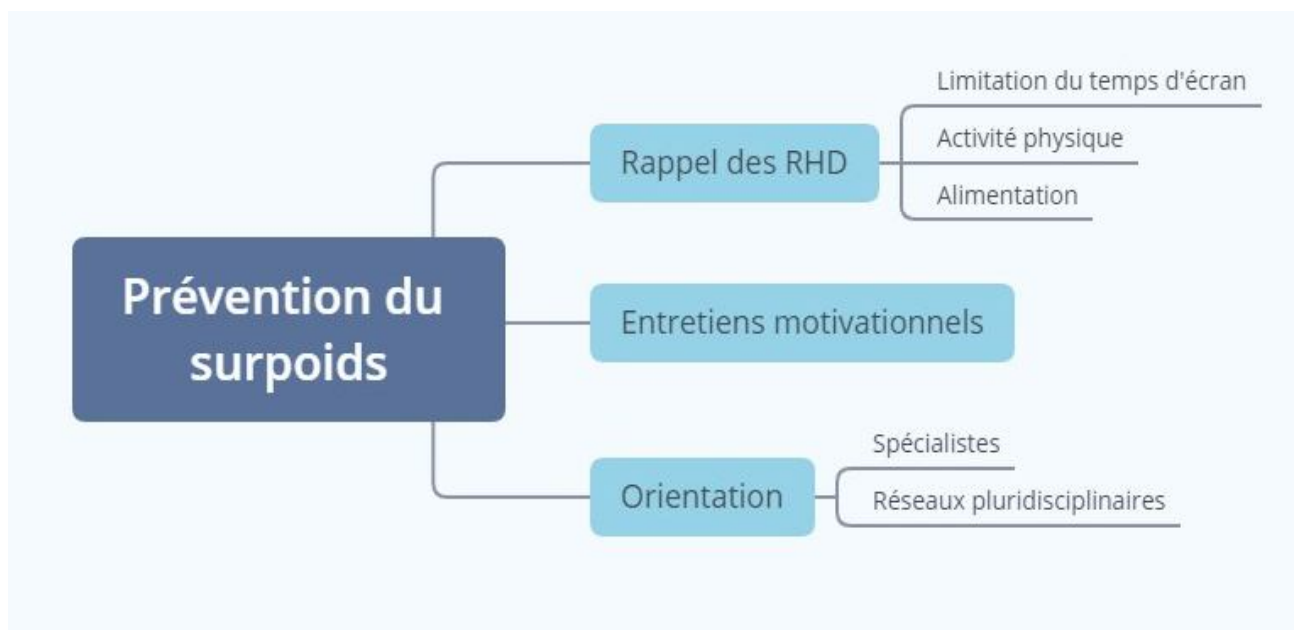 Prévention du
surpoids
Rappel des RHD
Limitation du temps d'écran
Activité physique
Alimentation
Entretiens motivationnels
Orientation
Spécialistes
Réseaux pluridisciplinaires